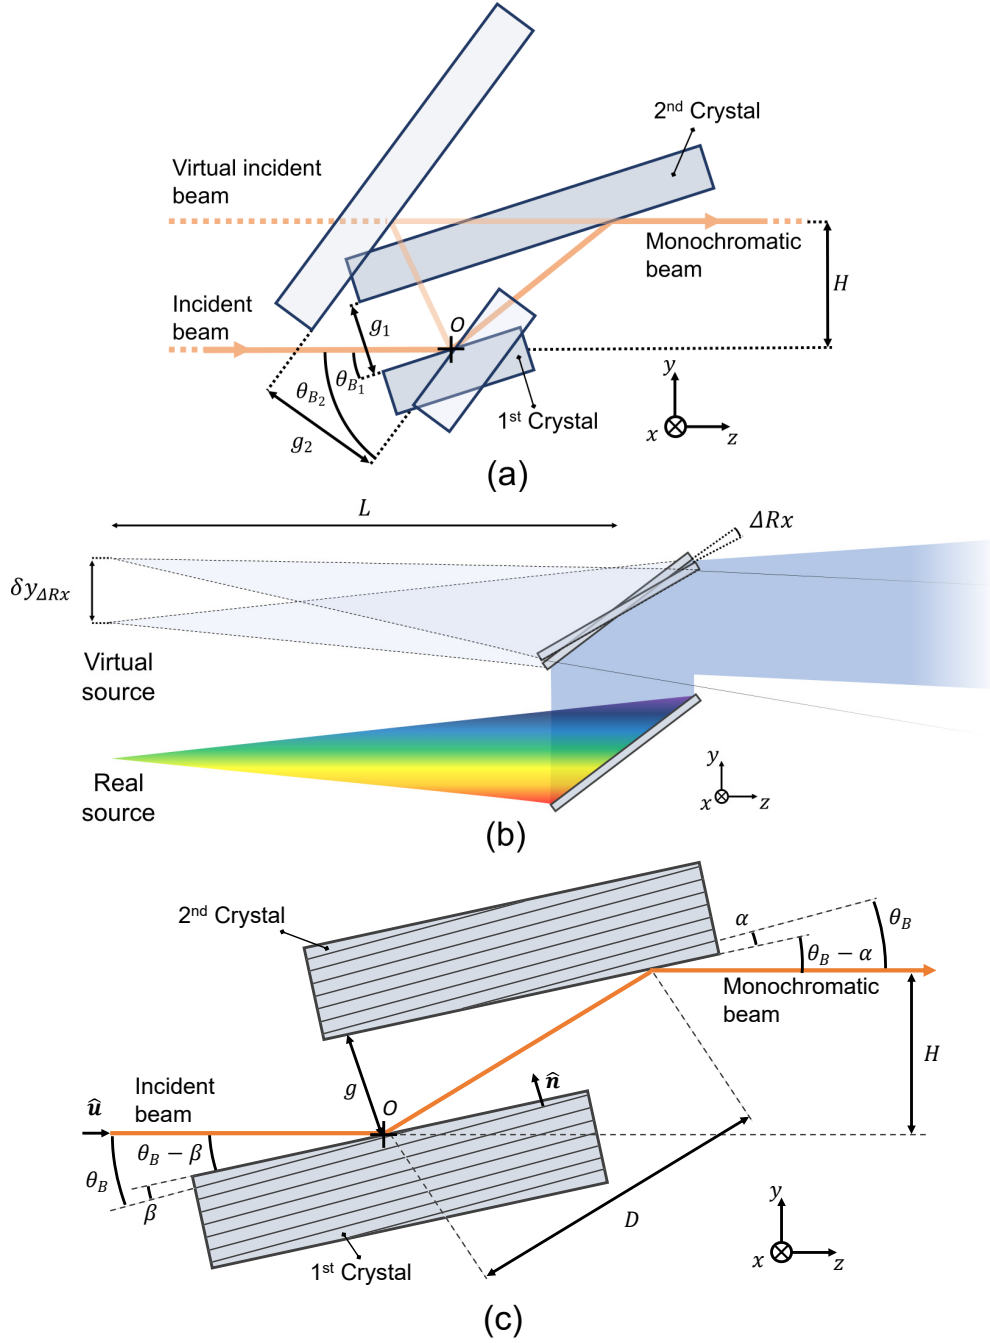 2nd Crystal
Virtual incident
beam
Monochromatic
beam
H
Incident
beam
O
g1
θB1
θB2
g2
1st Crystal
y
x
z
(a)
L
ΔRx
δyΔRx
Virtual
source
Real
source
y
x
z
(b)
2nd Crystal
α
θB
θB − α
Monochromatic
beam
H
g
n̂
Incident
beam
O
û
θB − β
θB
β
D
1st Crystal
y
x
z
(c)